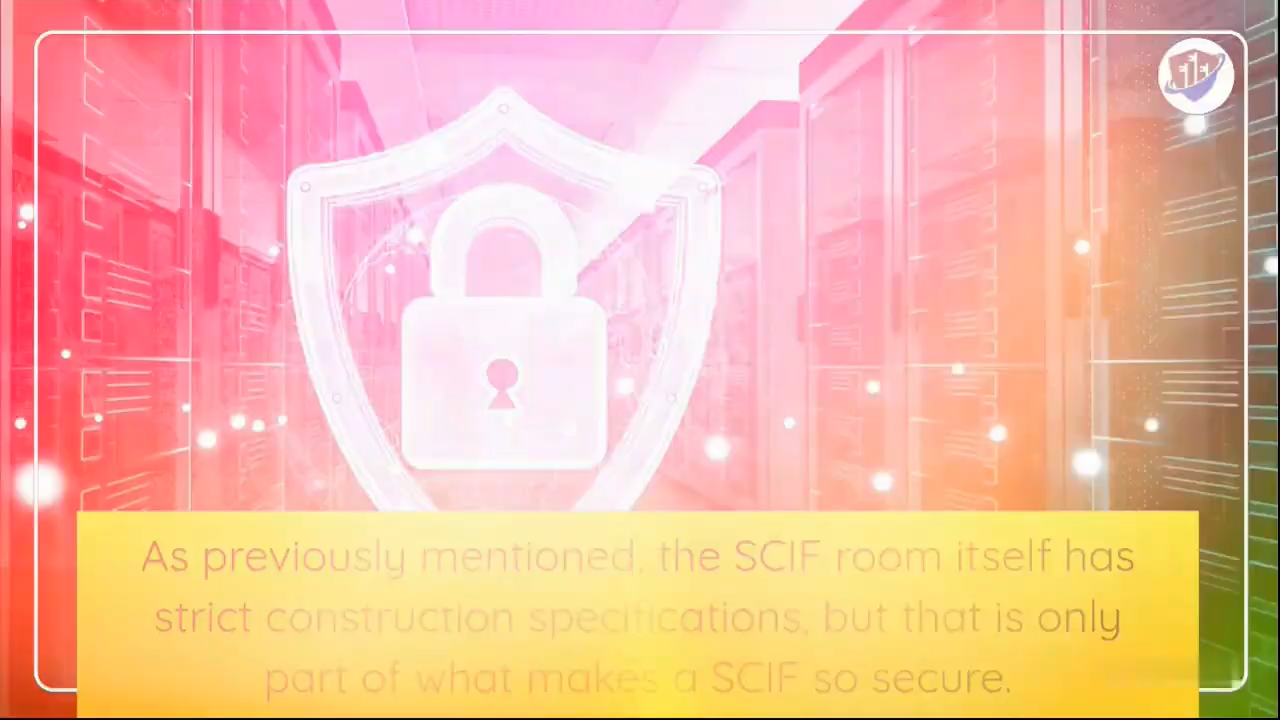 As previously mentioned, the SCIF room itself has
strict construction specifications, but that is only
part of what makes a SCIF so secure.